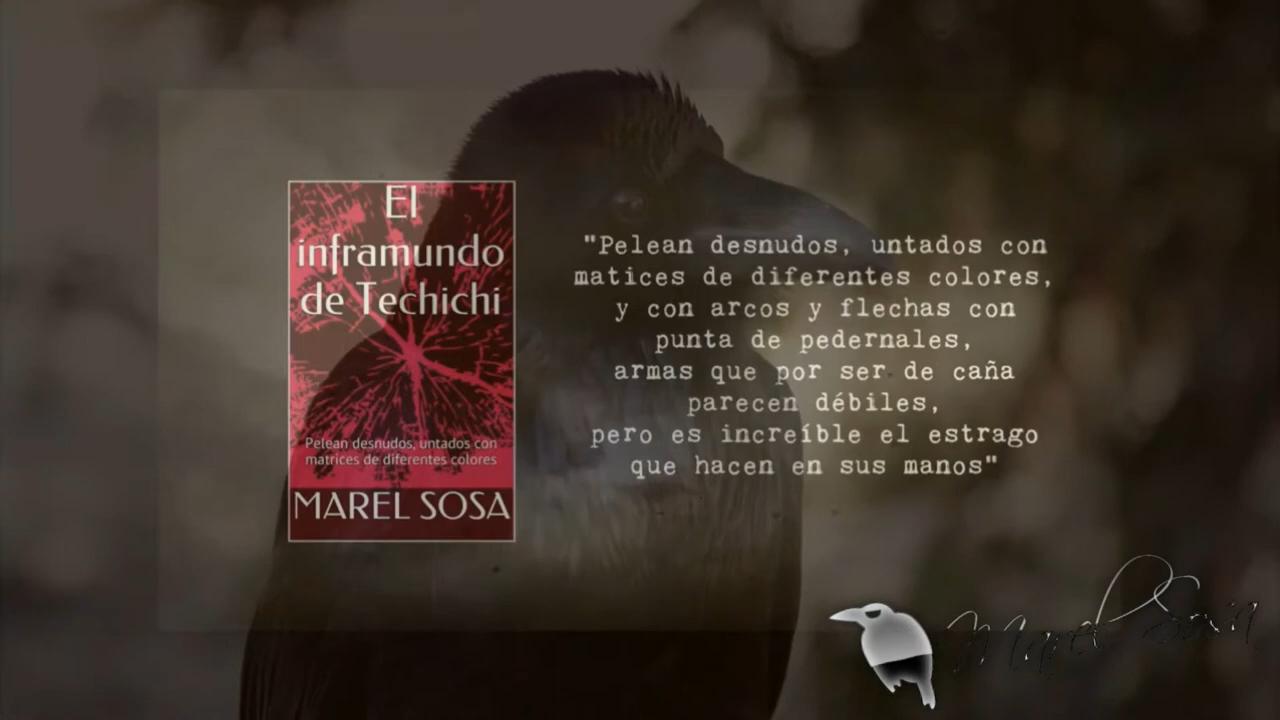 El
inframundo
de Techichi
Pelean desnudos, untados con
matrices de diferentes colores
MAREL SOSA
"Pelean desnudos, untados con
matices de diferentes colores,
y con arcos y flechas con
punta de pedernales,
armas que por ser de caña
parecen débiles,
pero es increíble el estrago
que hacen en sus manos"
Marel Sosa